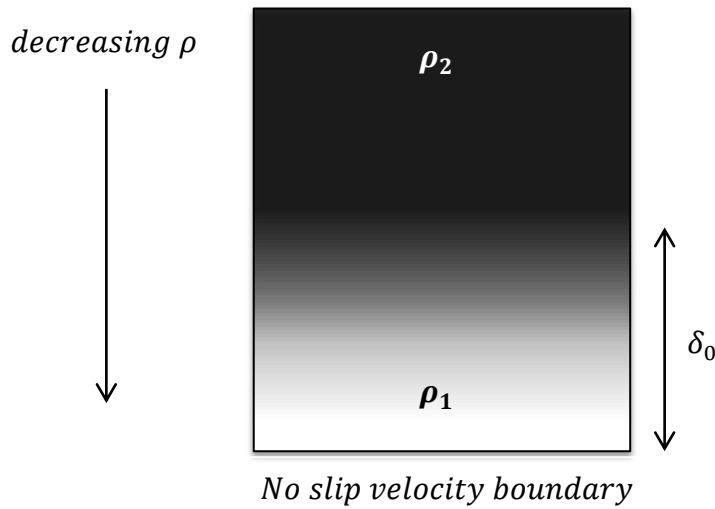 decreasing ρ
ρ₂
δ₀
ρ₁
No slip velocity boundary